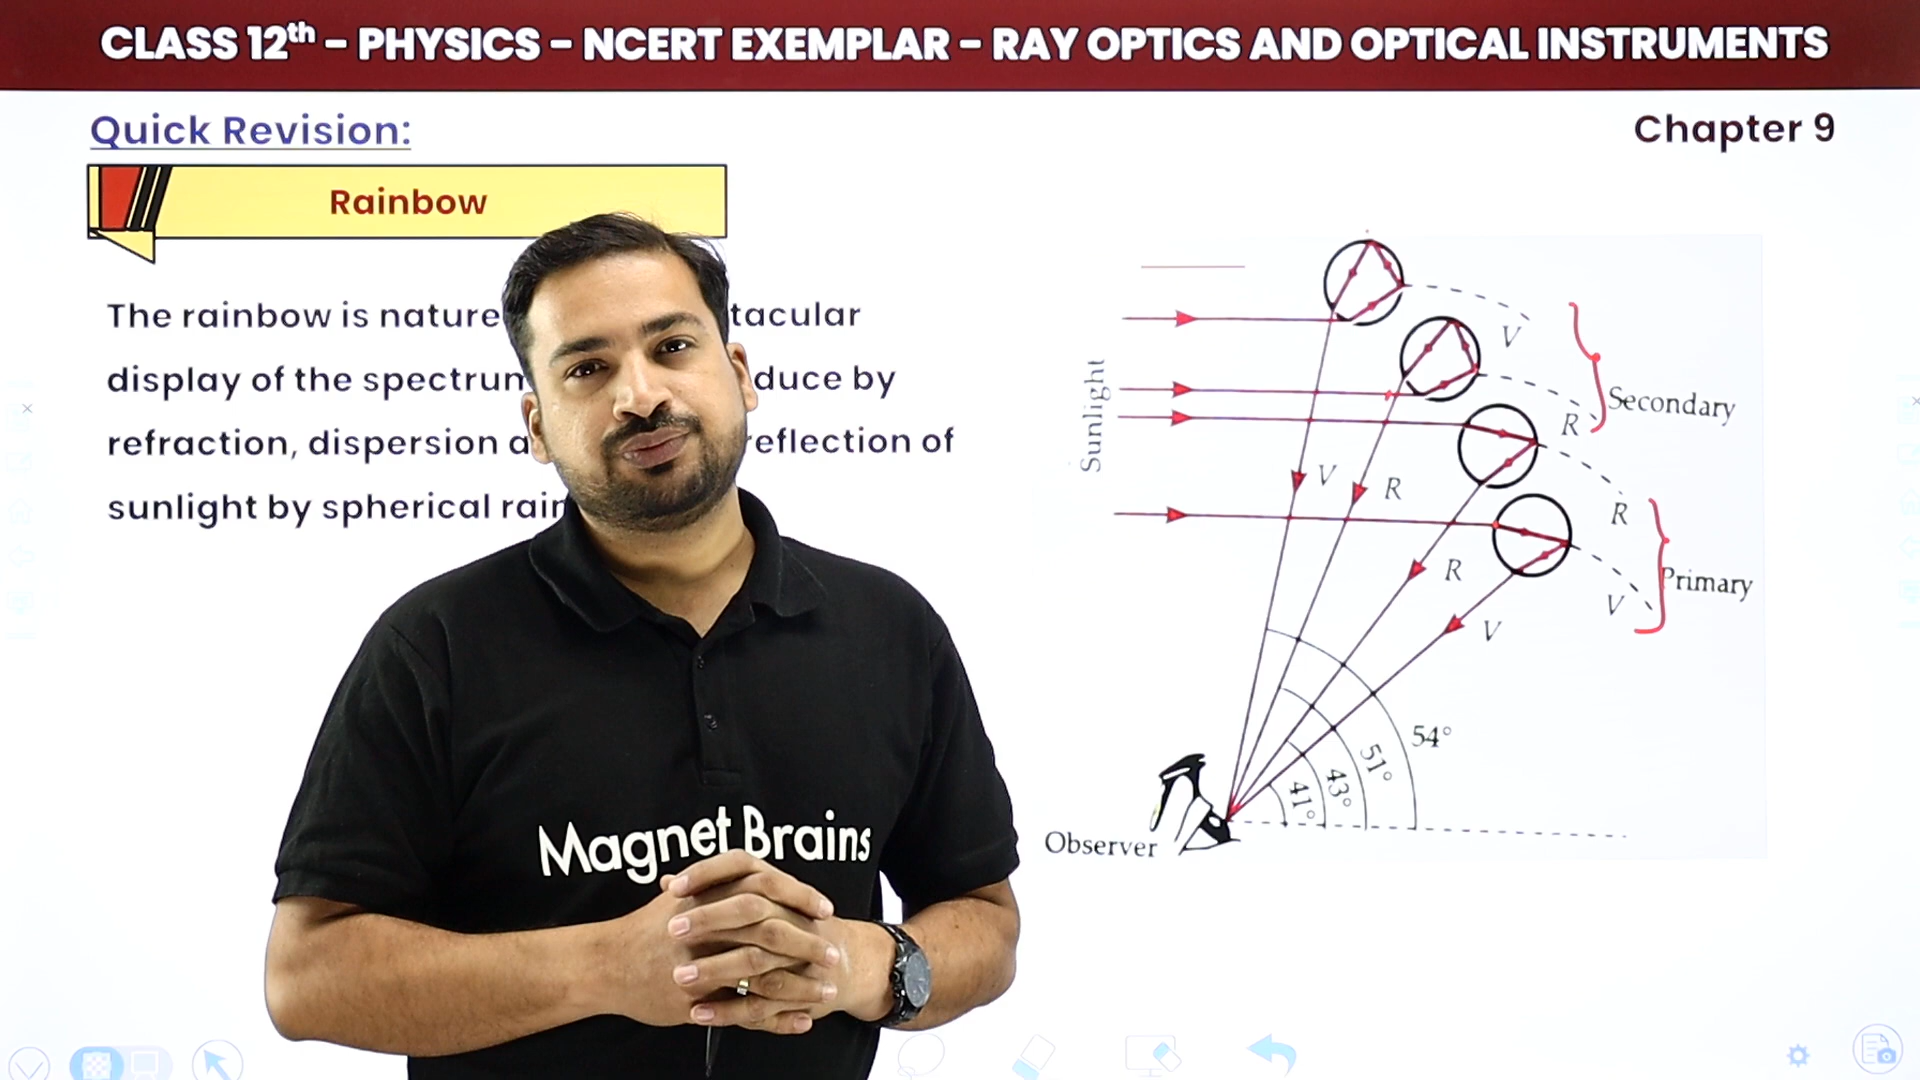 CLASS 12th – PHYSICS – NCERT EXEMPLAR – RAY OPTICS AND OPTICAL INSTRUMENTS
Quick Revision:
Chapter 9
Rainbow
The rainbow is nature tacular
display of the spectrum duce by
refraction, dispersion a reflection of
sunlight by spherical rain
Sunlight
V
R
Secondary
V
R
R
Primary
R
V
V
54°
51°
43°
41°
Observer
Magnet Brains